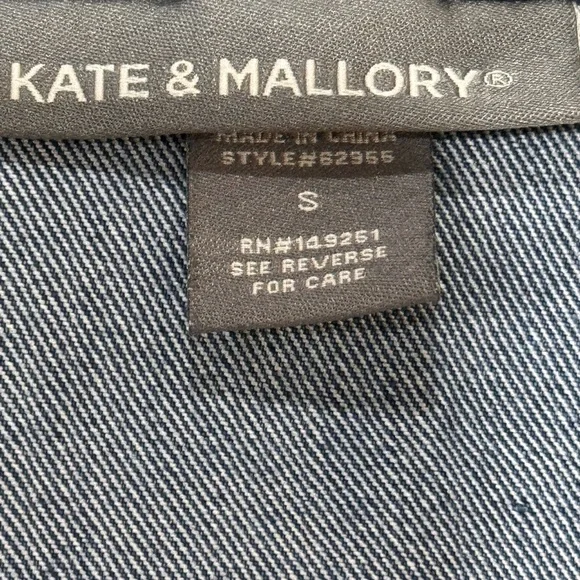 KATE & MALLORY®
MADE IN CHINA
STYLE#62955
S
RN#149251
SEE REVERSE
FOR CARE